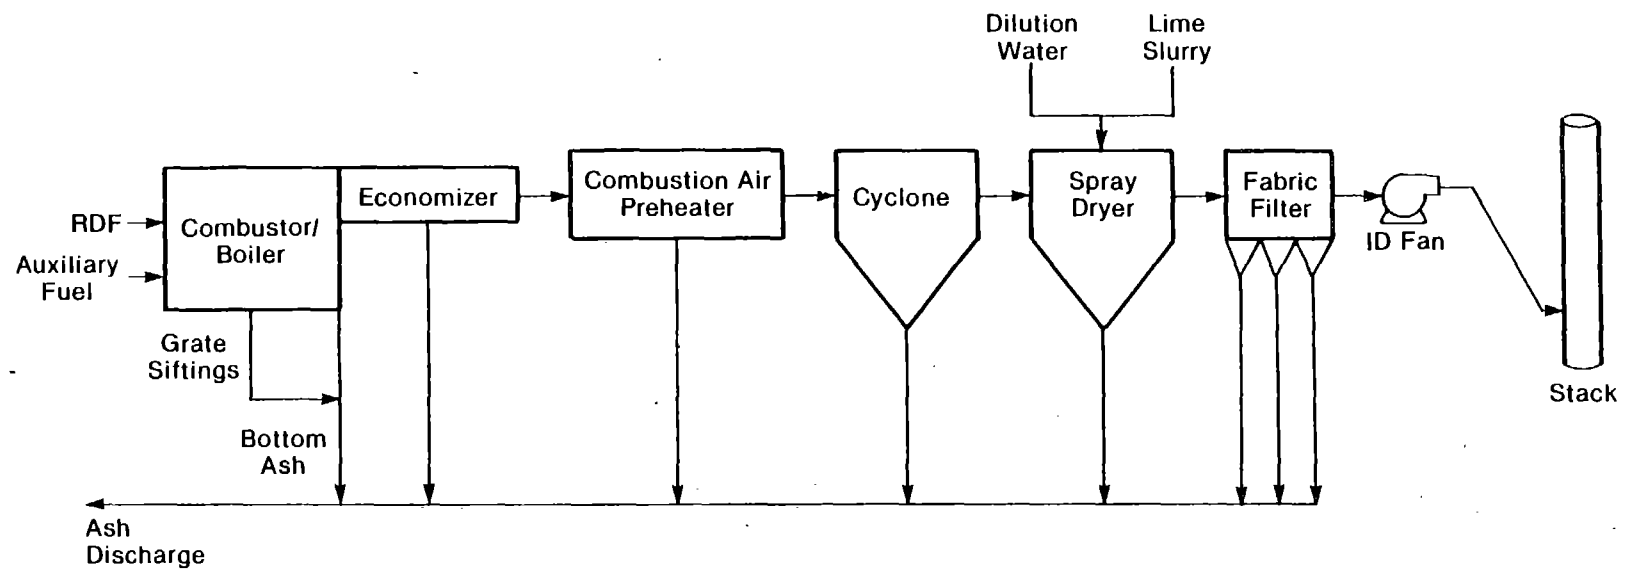 Dilution
Water
Lime
Slurry
RDF
Auxiliary
Fuel
Combustor/
Boiler
Economizer
Combustion Air
Preheater
Cyclone
Spray
Dryer
Fabric
Filter
ID Fan
Stack
Grate
Siftings
Bottom
Ash
Ash
Discharge